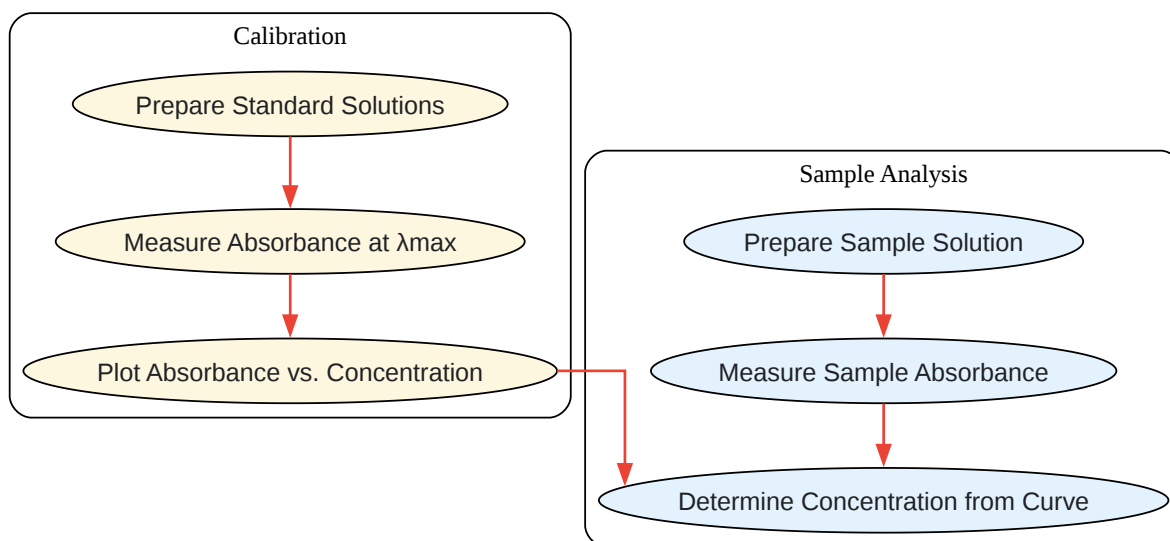 Calibration
Prepare Standard Solutions
Measure Absorbance at λmax
Plot Absorbance vs. Concentration
Sample Analysis
Prepare Sample Solution
Measure Sample Absorbance
Determine Concentration from Curve